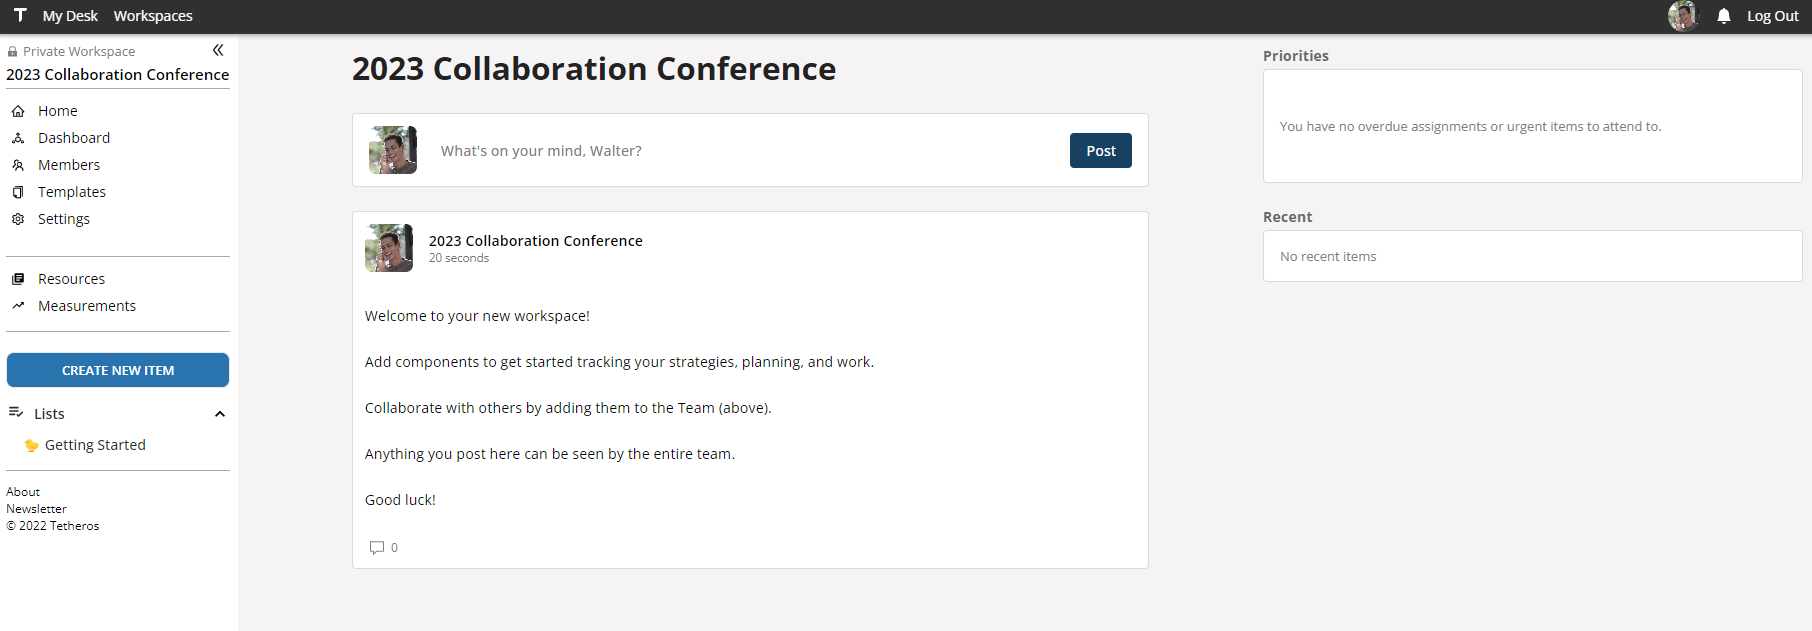 My Desk
Workspaces
Log Out
Private Workspace
2023 Collaboration Conference
Home
Dashboard
Members
Templates
Settings
Resources
Measurements
CREATE NEW ITEM
Lists
Getting Started
About
Newsletter
© 2022 Tetheros
2023 Collaboration Conference
What's on your mind, Walter?
Post
2023 Collaboration Conference
20 seconds
Welcome to your new workspace!
Add components to get started tracking your strategies, planning, and work.
Collaborate with others by adding them to the Team (above).
Anything you post here can be seen by the entire team.
Good luck!
0
Priorities
You have no overdue assignments or urgent items to attend to.
Recent
No recent items